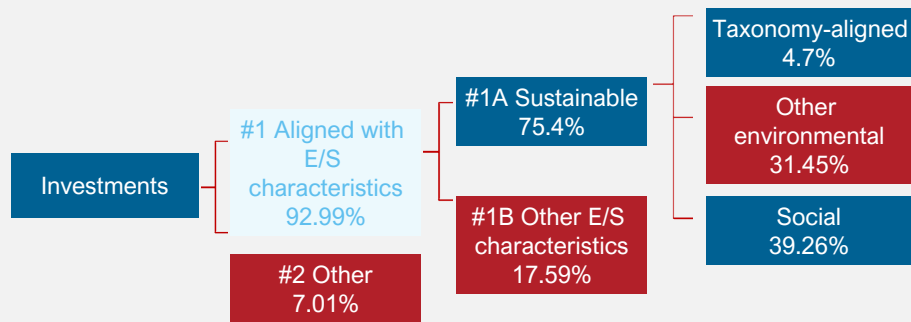 Investments
#1 Aligned with
E/S
characteristics
92.99%
#2 Other
7.01%
#1A Sustainable
75.4%
#1B Other E/S
characteristics
17.59%
Taxonomy-aligned
4.7%
Other
environmental
31.45%
Social
39.26%